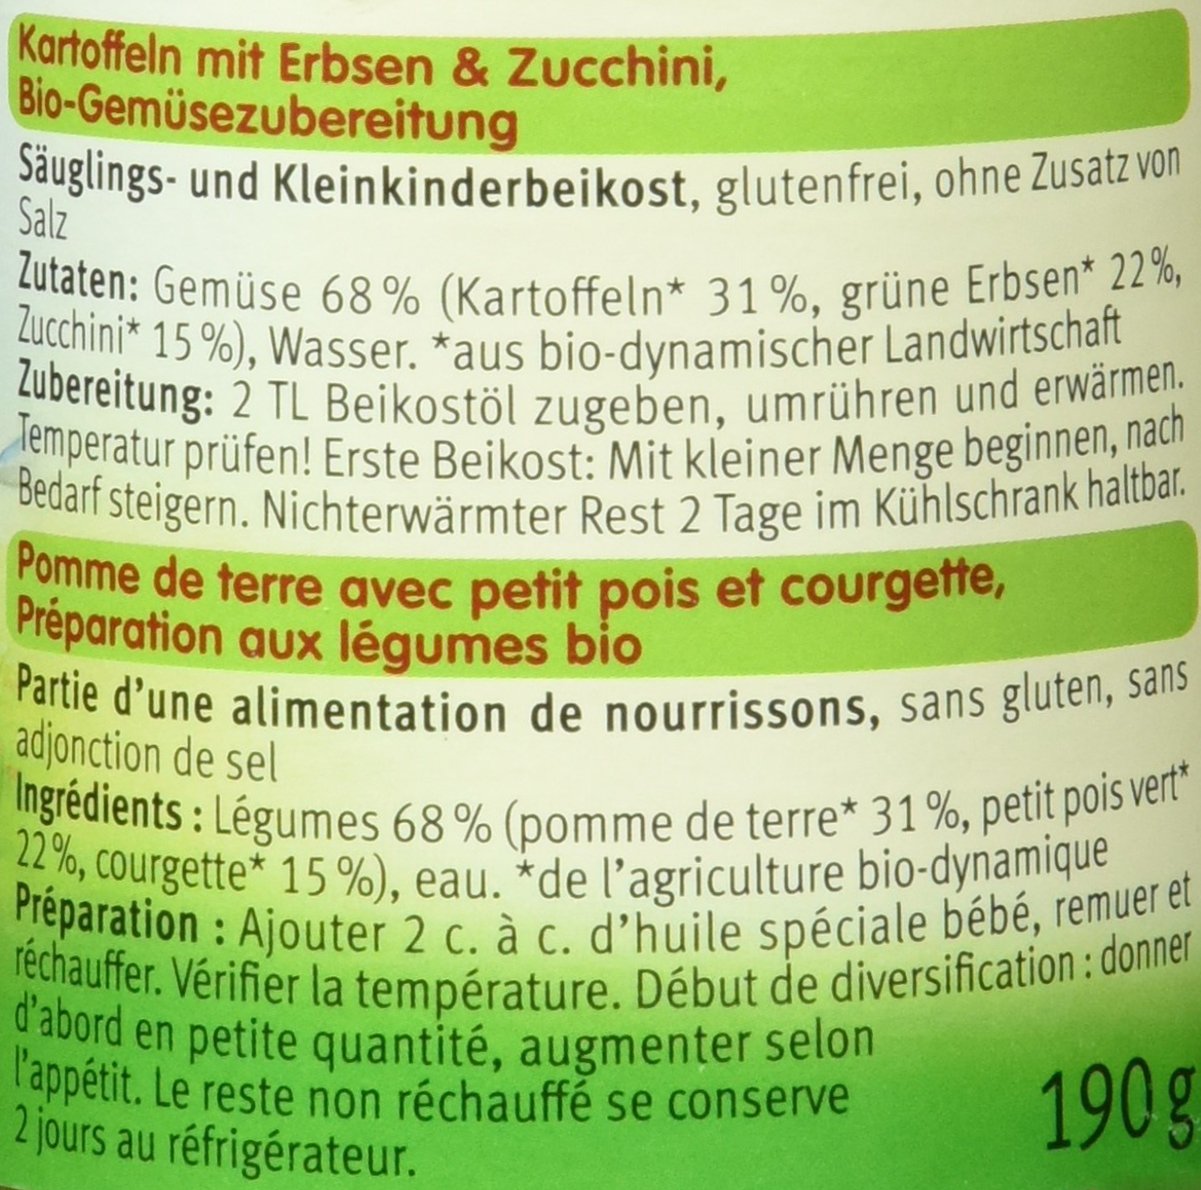 Kartoffeln mit Erbsen & Zucchini,
Bio-Gemüsezubereitung
Säuglings- und Kleinkinderbeikost, glutenfrei, ohne Zusatz von
Salz
Zutaten: Gemüse 68 % (Kartoffeln* 31 %, grüne Erbsen* 22 %,
Zucchini* 15 %), Wasser. *aus bio-dynamischer Landwirtschaft
Zubereitung: 2 TL Beikostöl zugeben, umrühren und erwärmen.
Temperatur prüfen! Erste Beikost: Mit kleiner Menge beginnen, nach
Bedarf steigern. Nichterwärmter Rest 2 Tage im Kühlschrank haltbar.
Pomme de terre avec petit pois et courgette,
Préparation aux légumes bio
Partie d'une alimentation de nourrissons, sans gluten, sans
adjonction de sel
Ingrédients : Légumes 68 % (pomme de terre* 31 %, petit pois vert*
22 %, courgette* 15 %), eau. *de l'agriculture bio-dynamique
Préparation : Ajouter 2 c. à c. d'huile spéciale bébé, remuer et
réchauffer. Vérifier la température. Début de diversification : donner
d'abord en petite quantité, augmenter selon
l'appétit. Le reste non réchauffé se conserve
2 jours au réfrigérateur.
190 g